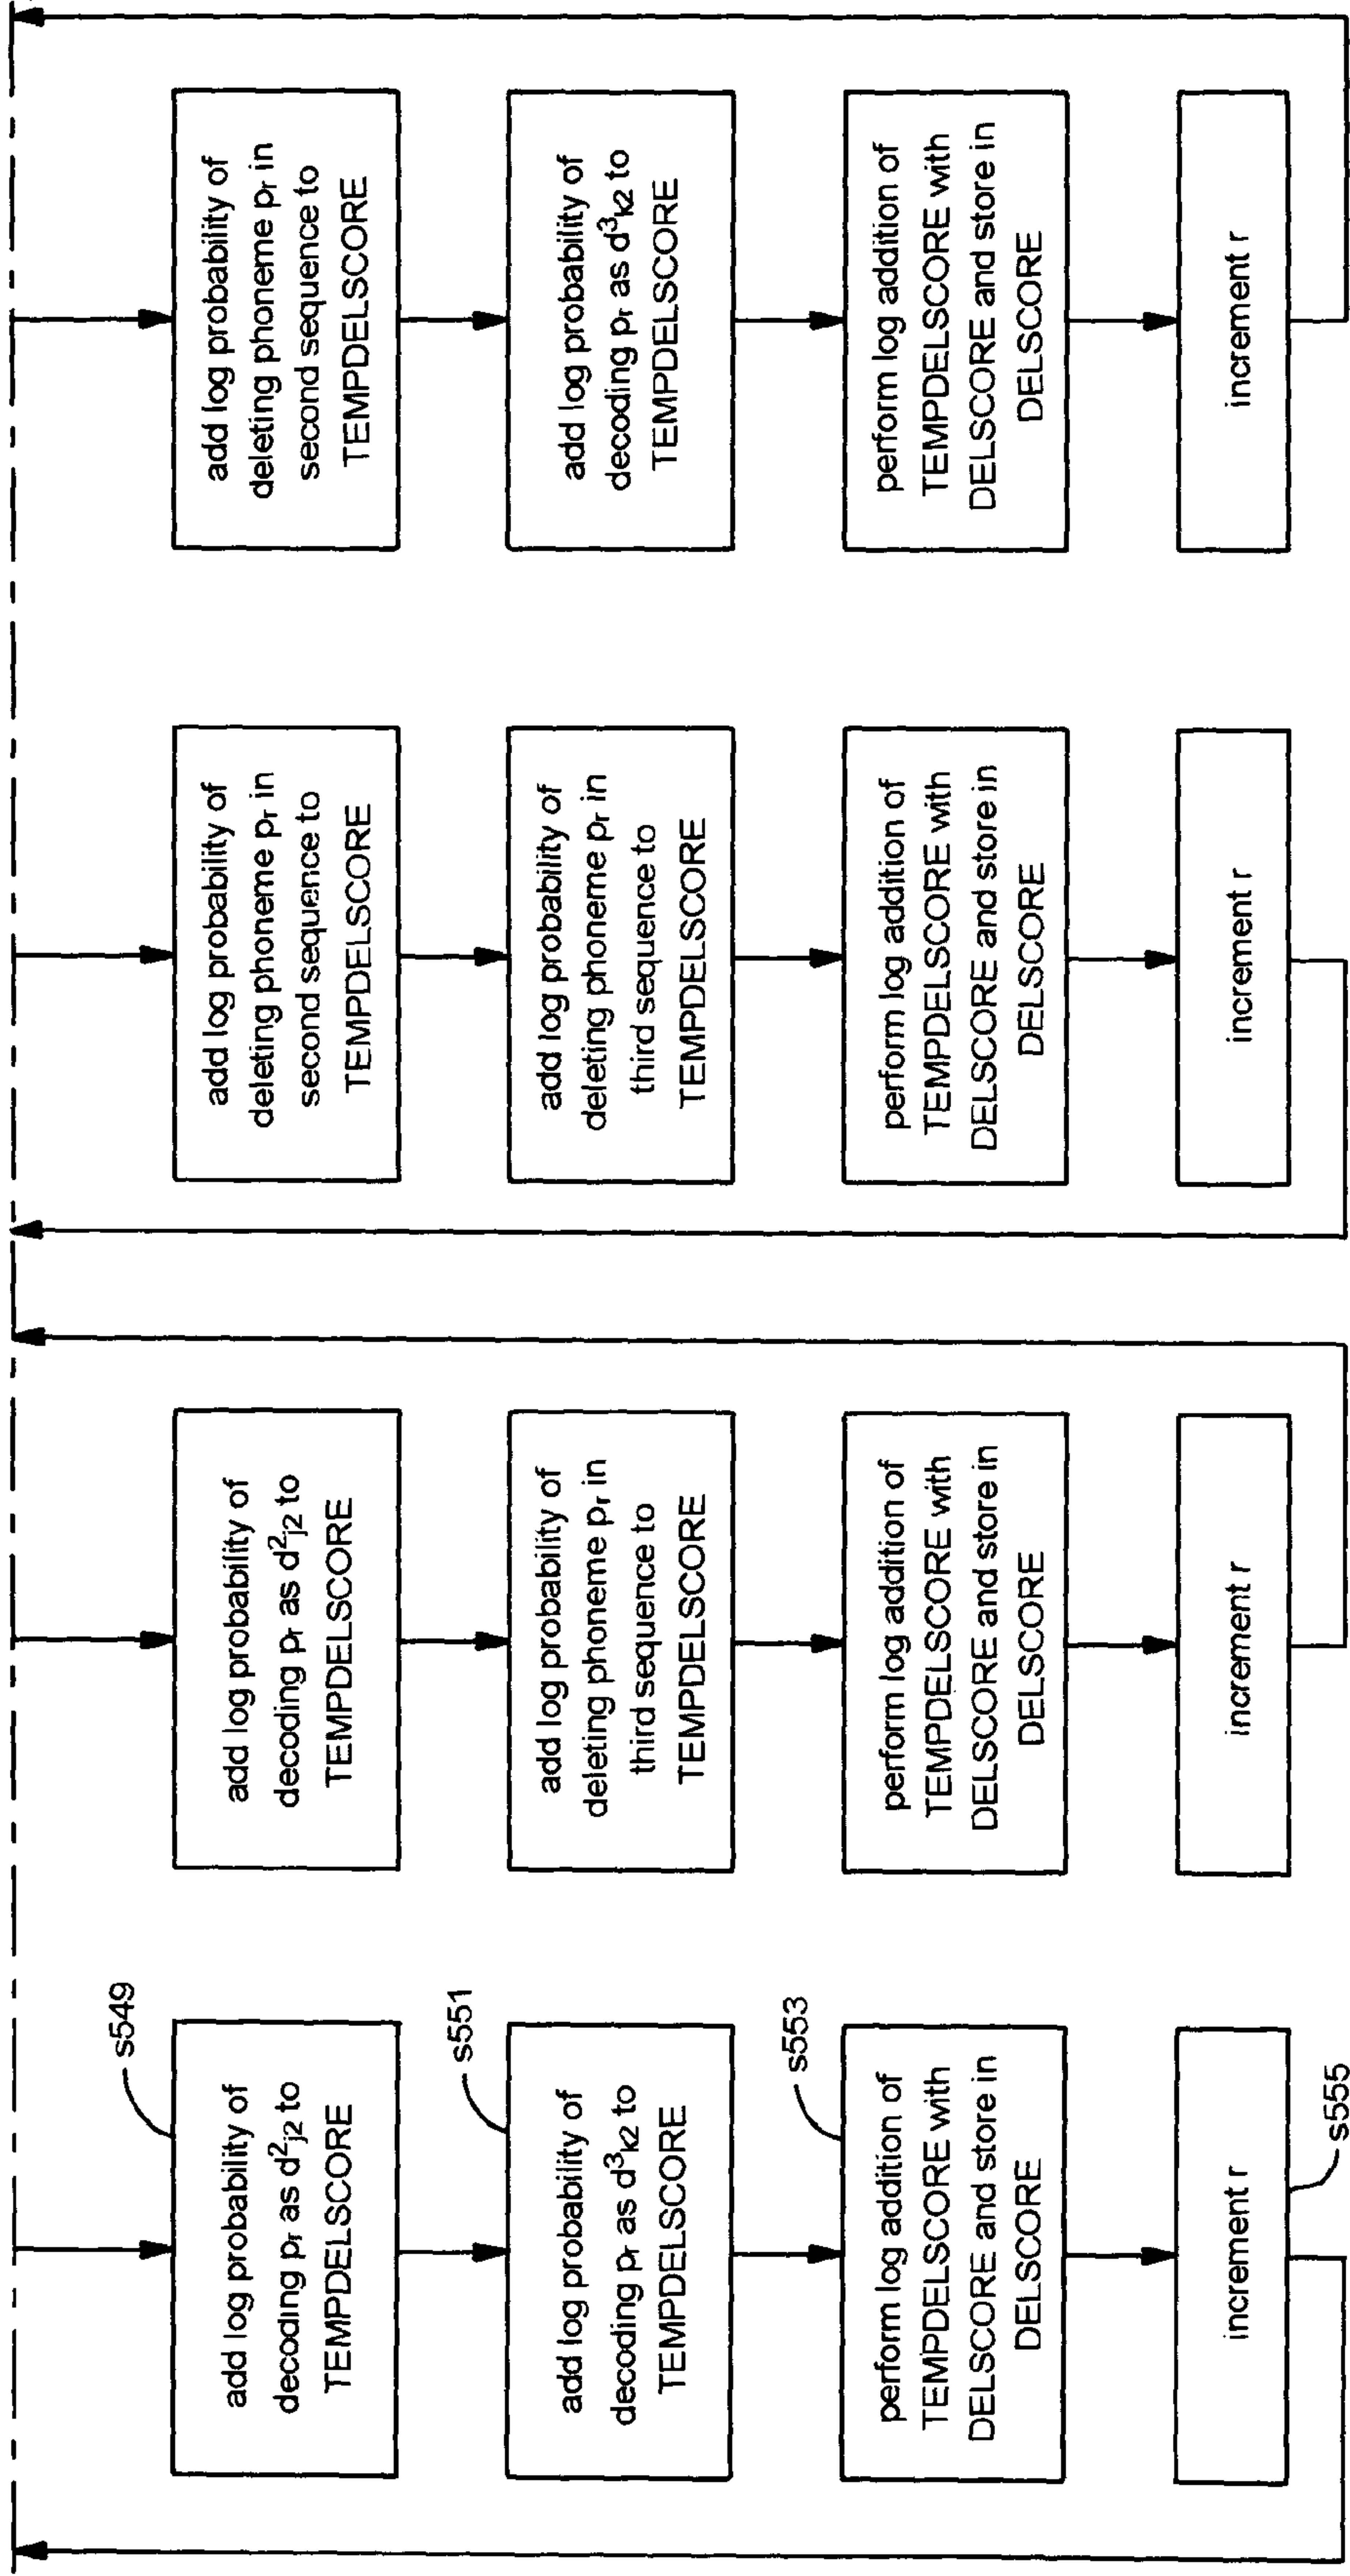 s549
add log probability of
decoding pᵣ as d²j2 to
TEMPDELSCORE
s551
add log probability of
decoding pᵣ as d³k2 to
TEMPDELSCORE
s553
perform log addition of
TEMPDELSCORE with
DELSCORE and store in
DELSCORE
increment r
s555
add log probability of
decoding pᵣ as d²j2 to
TEMPDELSCORE
add log probability of
deleting phoneme pᵣ in
third sequence to
TEMPDELSCORE
perform log addition of
TEMPDELSCORE with
DELSCORE and store in
DELSCORE
increment r
add log probability of
deleting phoneme pᵣ in
second sequence to
TEMPDELSCORE
add log probability of
deleting phoneme pᵣ in
third sequence to
TEMPDELSCORE
perform log addition of
TEMPDELSCORE with
DELSCORE and store in
DELSCORE
increment r
add log probability of
deleting phoneme pᵣ in
second sequence to
TEMPDELSCORE
add log probability of
decoding pᵣ as d³k2 to
TEMPDELSCORE
perform log addition of
TEMPDELSCORE with
DELSCORE and store in
DELSCORE
increment r